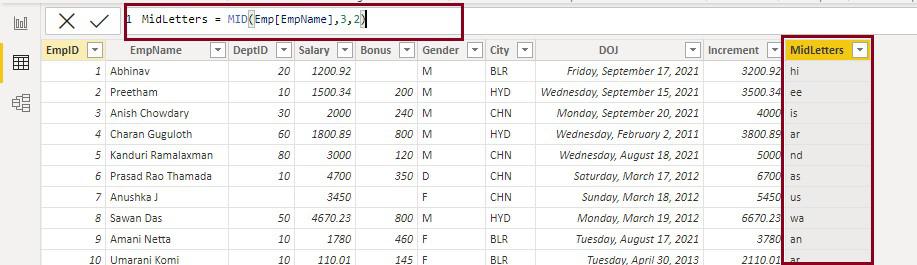 1 MidLetters = MID(Emp[EmpName],3,2)
EmpID EmpName DeptID Salary Bonus Gender City DOJ Increment MidLetters
1 Abhinav 20 1200.92 M BLR Friday, September 17, 2021 3200.92 hi
2 Preetham 10 1500.34 200 M HYD Wednesday, September 15, 2021 3500.34 ee
3 Anish Chowdary 30 2000 240 M CHN Monday, September 20, 2021 4000 is
4 Charan Guguloth 60 1800.89 800 M HYD Wednesday, February 2, 2011 3800.89 ar
5 Kanduri Ramalaxman 80 3000 120 M CHN Wednesday, August 18, 2021 5000 nd
6 Prasad Rao Thamada 10 4700 350 D CHN Saturday, March 17, 2012 6700 as
7 Anushka J 3450 F CHN Sunday, March 18, 2012 5450 us
8 Sawan Das 50 4670.23 800 M HYD Monday, March 19, 2012 6670.23 wa
9 Amani Netta 10 1780 460 F BLR Tuesday, August 17, 2021 3780 an
10 Umarani Komi 10 110.01 145 F BLR Tuesday, April 30, 2013 2110.01 ar